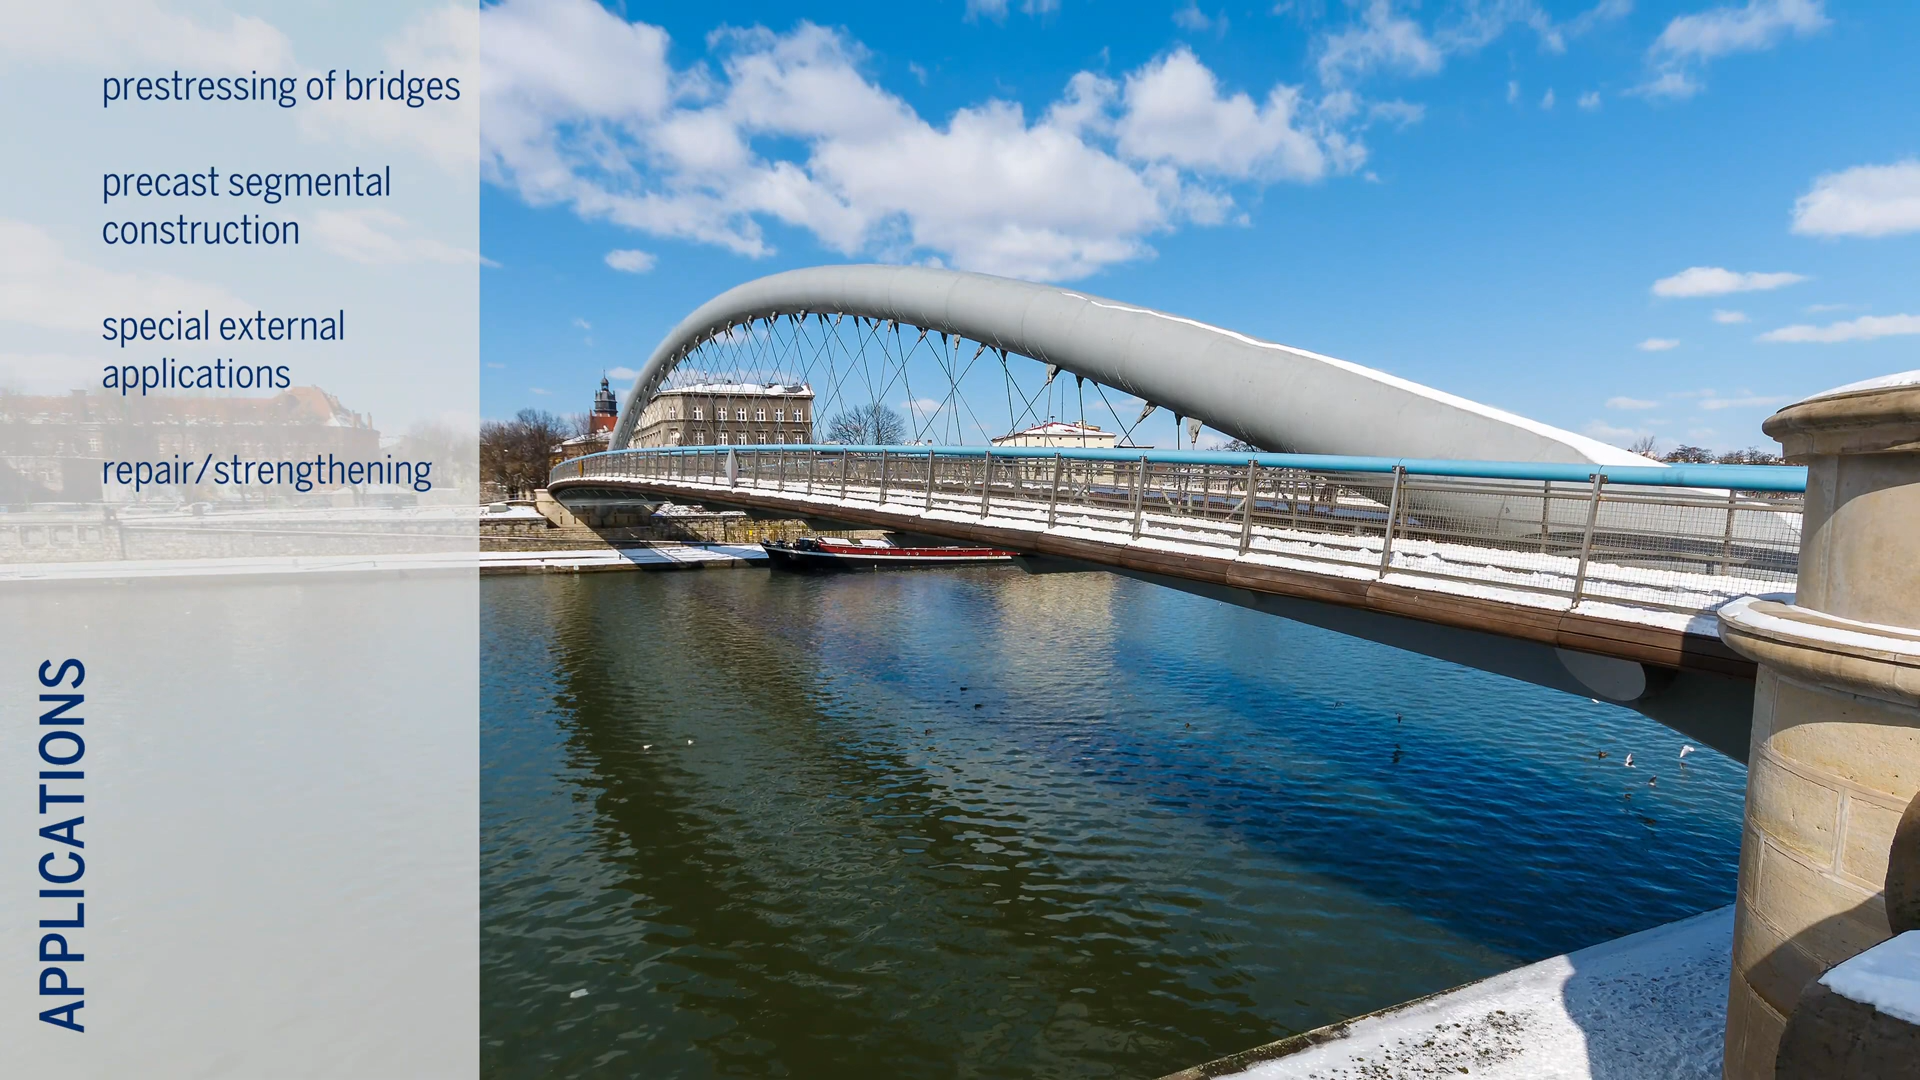 prestressing of bridges
precast segmental
construction
special external
applications
repair/strengthening
APPLICATIONS